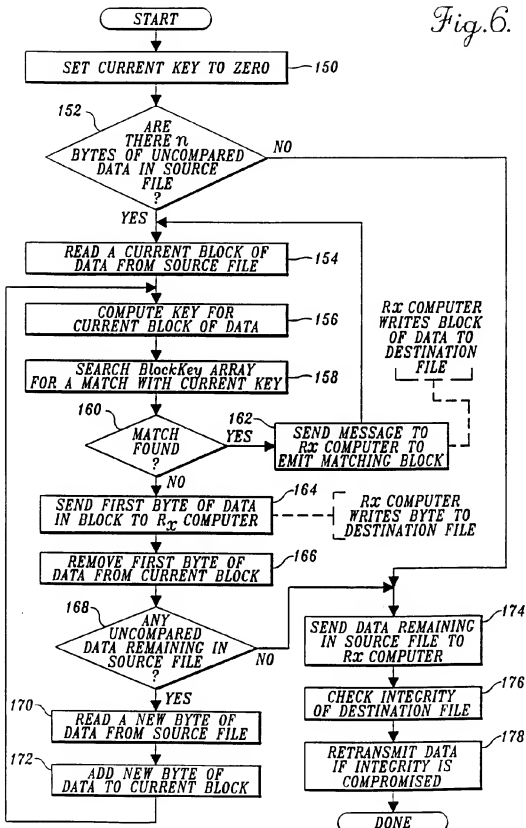 Fig. 6.
START
SET CURRENT KEY TO ZERO
150
152
ARE
THERE n
BYTES OF UNCOMPARED
DATA IN SOURCE
FILE
?
NO
YES
READ A CURRENT BLOCK OF
DATA FROM SOURCE FILE
154
COMPUTE KEY FOR
CURRENT BLOCK OF DATA
156
SEARCH BlockKey ARRAY
FOR A MATCH WITH CURRENT KEY
158
160
MATCH
FOUND
?
YES
NO
162
SEND MESSAGE TO
Rx COMPUTER TO
EMIT MATCHING BLOCK
Rx COMPUTER
WRITES BLOCK
OF DATA TO
DESTINATION
FILE
SEND FIRST BYTE OF DATA
IN BLOCK TO Rx COMPUTER
164
Rx COMPUTER
WRITES BYTE TO
DESTINATION FILE
REMOVE FIRST BYTE OF
DATA FROM CURRENT BLOCK
166
168
ANY
UNCOMPARED
DATA REMAINING IN
SOURCE FILE
?
NO
YES
170
READ A NEW BYTE OF
DATA FROM SOURCE FILE
172
ADD NEW BYTE OF
DATA TO CURRENT BLOCK
174
SEND DATA REMAINING
IN SOURCE FILE TO
Rx COMPUTER
176
CHECK INTEGRITY
OF DESTINATION FILE
178
RETRANSMIT DATA
IF INTEGRITY IS
COMPROMISED
DONE